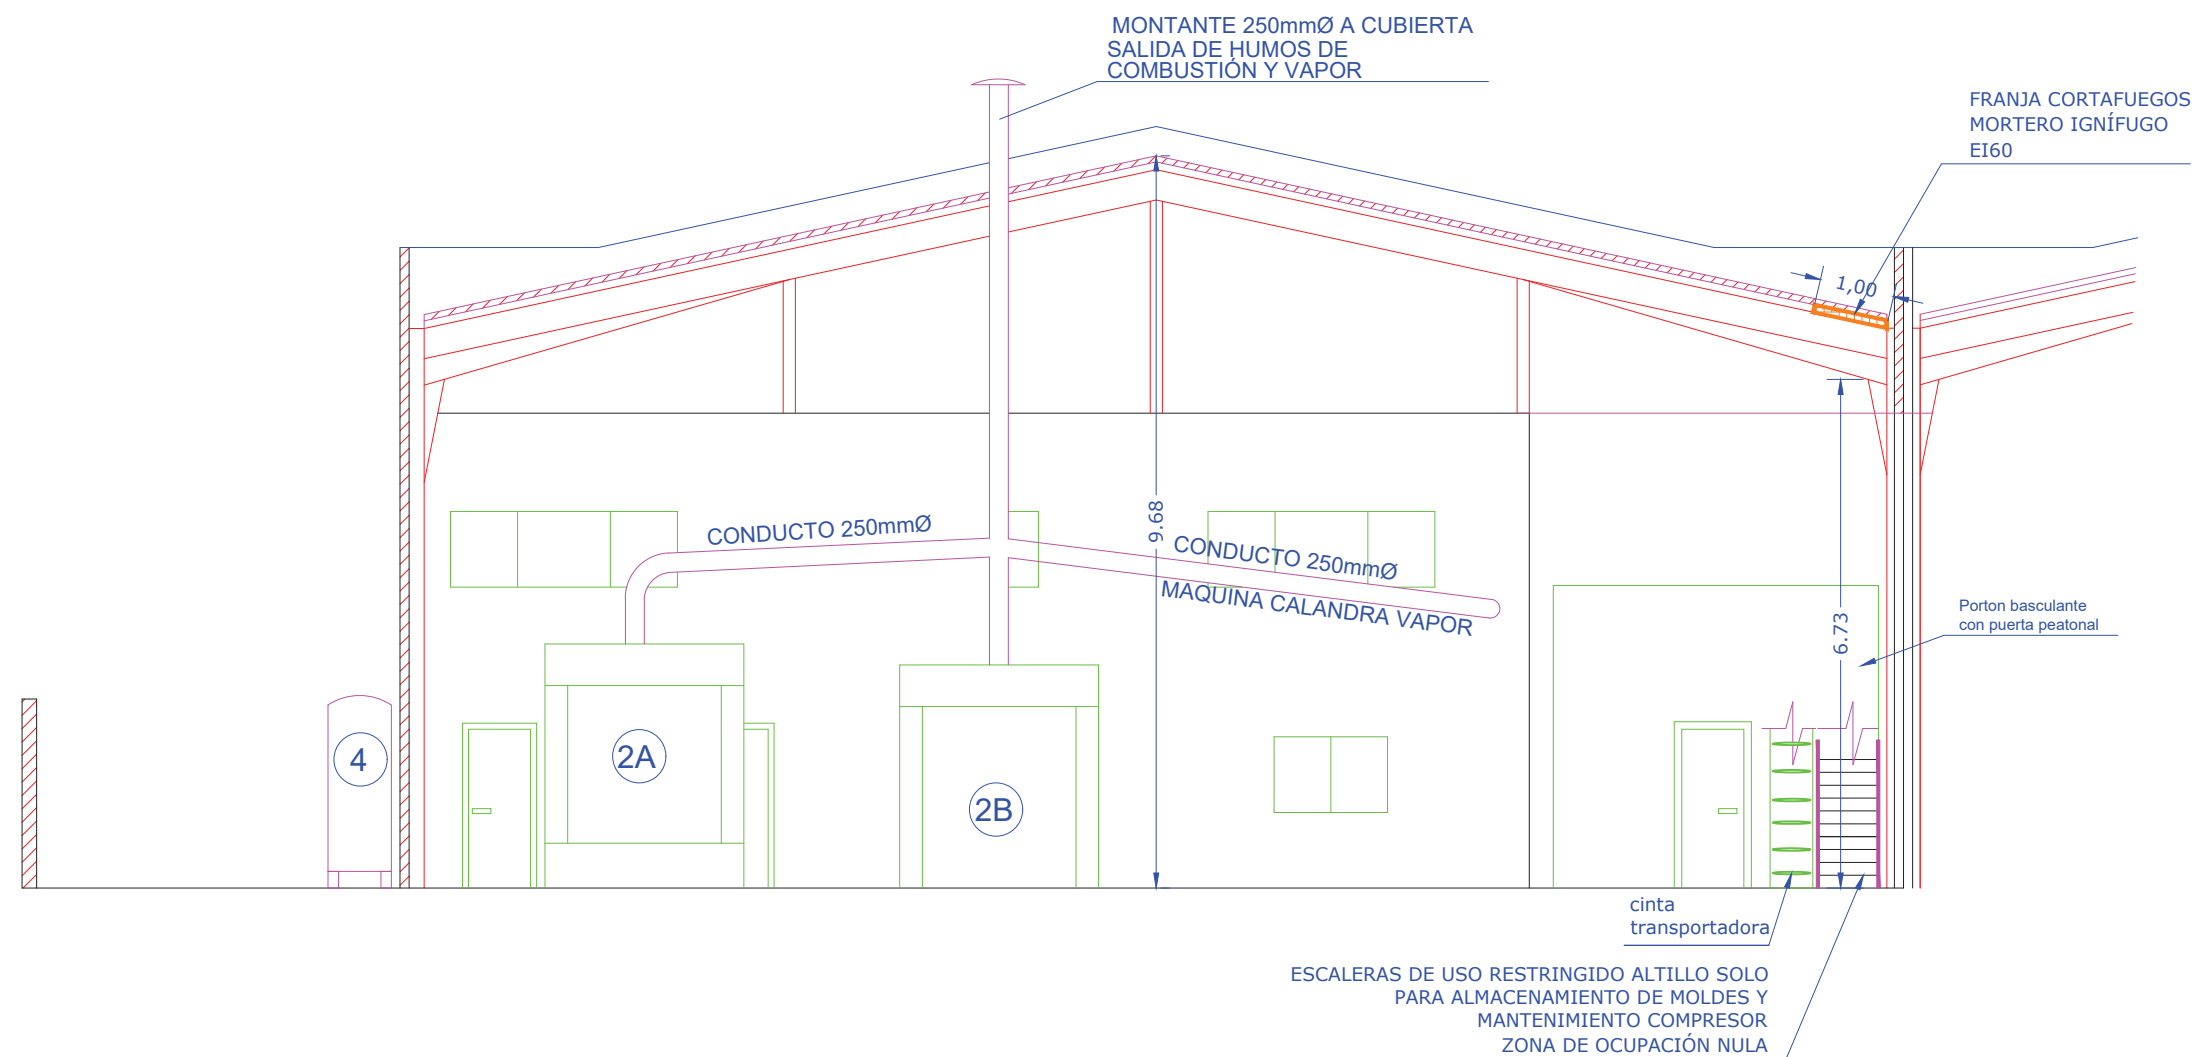 MONTANTE 250mmØ A CUBIERTA
SALIDA DE HUMOS DE
COMBUSTIÓN Y VAPOR
FRANJA CORTAFUEGOS
MORTERO IGNÍFUGO
EI60
1,00
CONDUCTO 250mmØ
9.68
CONDUCTO 250mmØ
MAQUINA CALANDRA VAPOR
6.73
Porton basculante
con puerta peatonal
4
2A
2B
cinta
transportadora
ESCALERAS DE USO RESTRINGIDO ALTILLO SOLO
PARA ALMACENAMIENTO DE MOLDES Y
MANTENIMIENTO COMPRESOR
ZONA DE OCUPACIÓN NULA